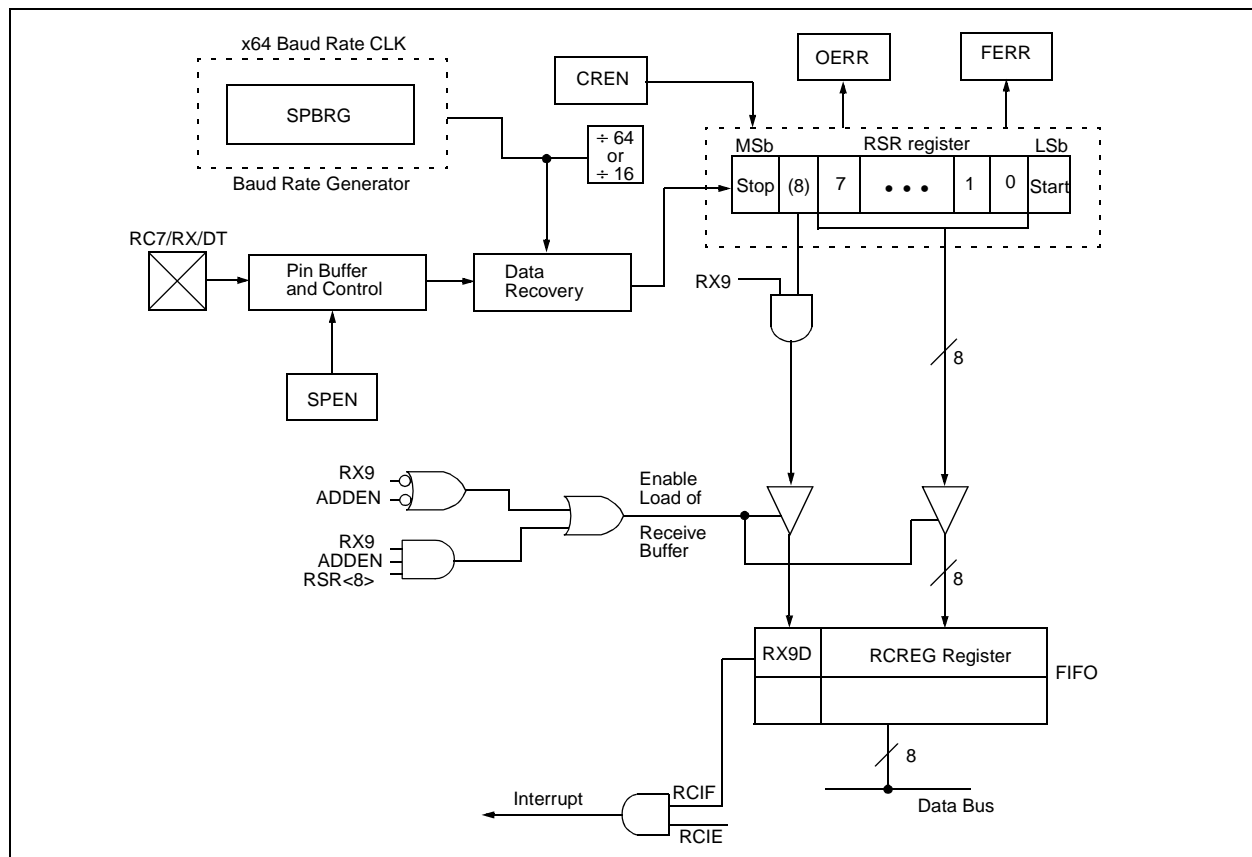 x64 Baud Rate CLK
SPBRG
Baud Rate Generator
CREN
OERR
FERR
÷ 64
or
÷ 16
MSb
RSR register
LSb
Stop
(8)
7
• • •
1
0
Start
RC7/RX/DT
Pin Buffer
and Control
Data
Recovery
SPEN
RX9
8
RX9
ADDEN
RX9
ADDEN
RSR<8>
Enable
Load of
Receive
Buffer
8
RX9D
RCREG Register
FIFO
8
Data Bus
Interrupt
RCIF
RCIE